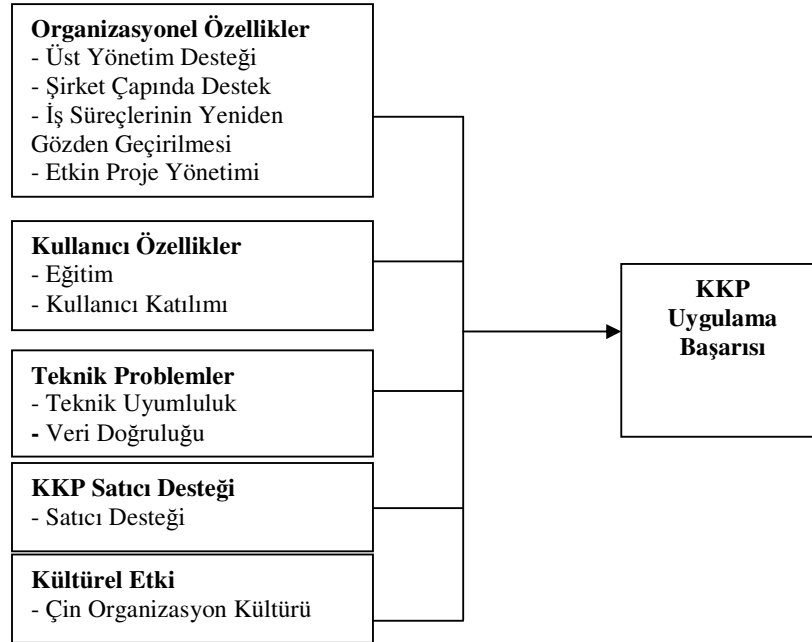 Organizasyonel Özellikler
- Üst Yönetim Desteği
- Şirket Çapında Destek
- İş Süreçlerinin Yeniden
Gözden Geçirilmesi
- Etkin Proje Yönetimi
Kullanıcı Özellikler
- Eğitim
- Kullanıcı Katılımı
Teknik Problemler
- Teknik Uyumluluk
- Veri Doğruluğu
KKP Satıcı Desteği
- Satıcı Desteği
Kültürel Etki
- Çin Organizasyon Kültürü
KKP
Uygulama
Başarısı